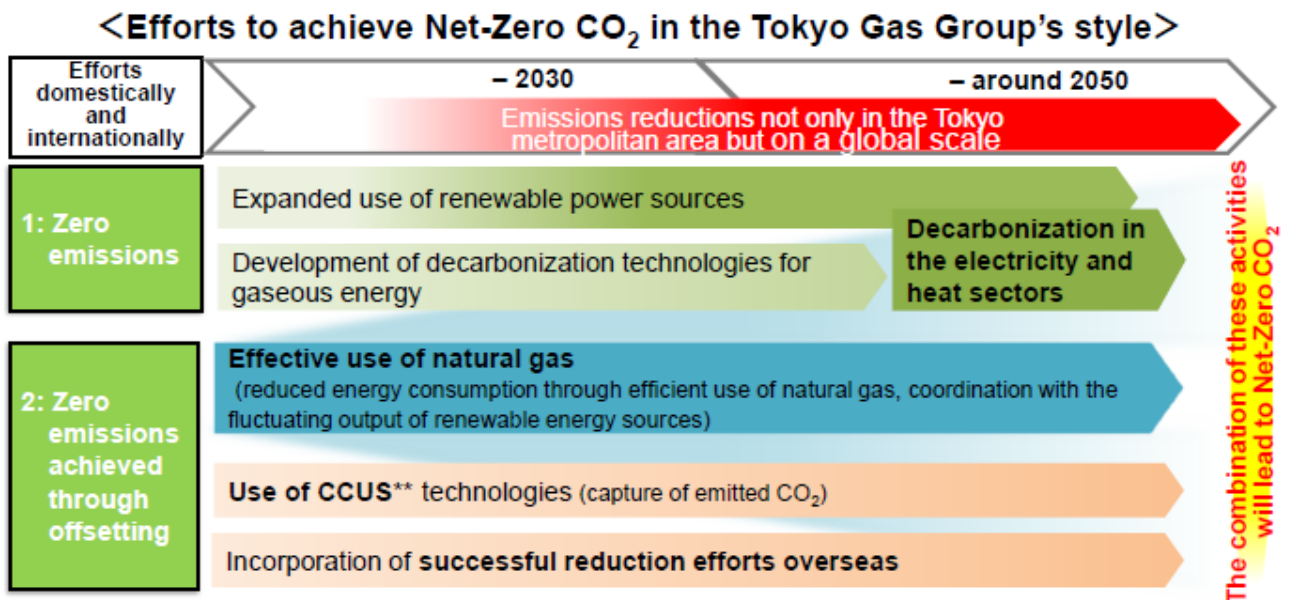 <Efforts to achieve Net-Zero CO₂ in the Tokyo Gas Group's style>
Efforts
domestically
and
internationally
– 2030
– around 2050
Emissions reductions not only in the Tokyo
metropolitan area but on a global scale
1: Zero
emissions
Expanded use of renewable power sources
Development of decarbonization technologies for
gaseous energy
Decarbonization in
the electricity and
heat sectors
2: Zero
emissions
achieved
through
offsetting
Effective use of natural gas
(reduced energy consumption through efficient use of natural gas, coordination with the
fluctuating output of renewable energy sources)
Use of CCUS** technologies (capture of emitted CO₂)
Incorporation of successful reduction efforts overseas
The combination of these activities
will lead to Net-Zero CO₂